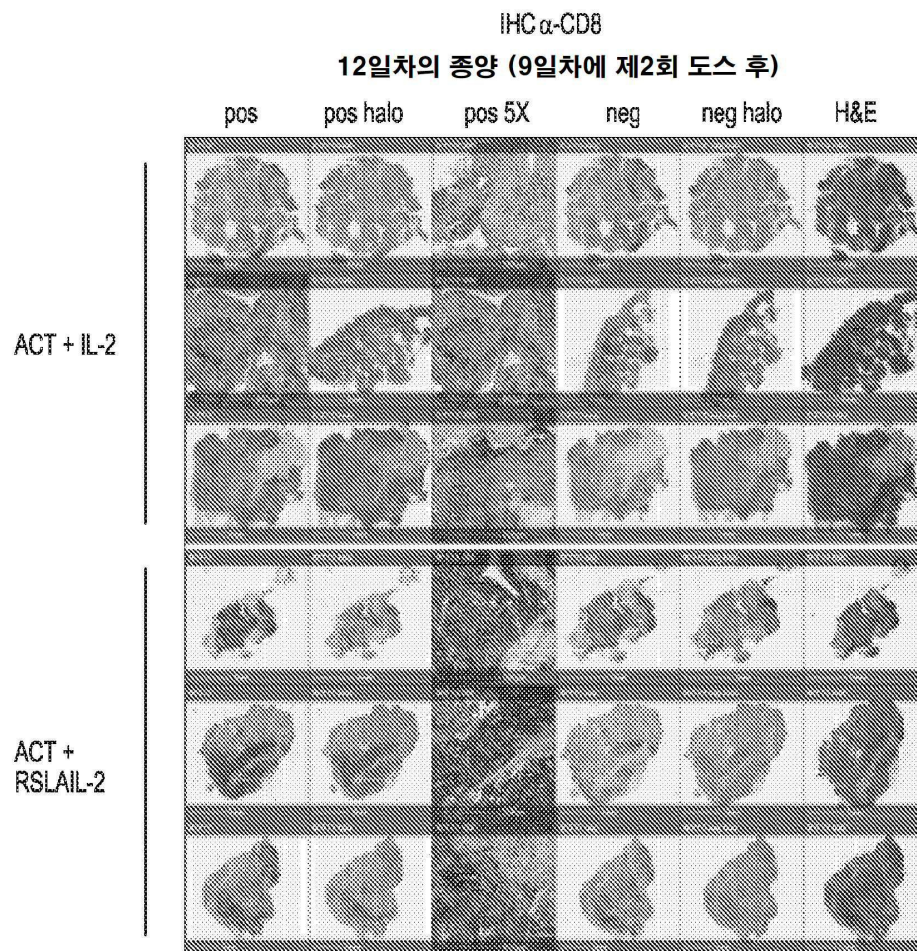 IHC α-CD8
12일차의 종양 (9일차에 제2회 도스 후)
pos pos halo pos 5X neg neg halo H&E
ACT + IL-2
ACT +
RSLAIL-2